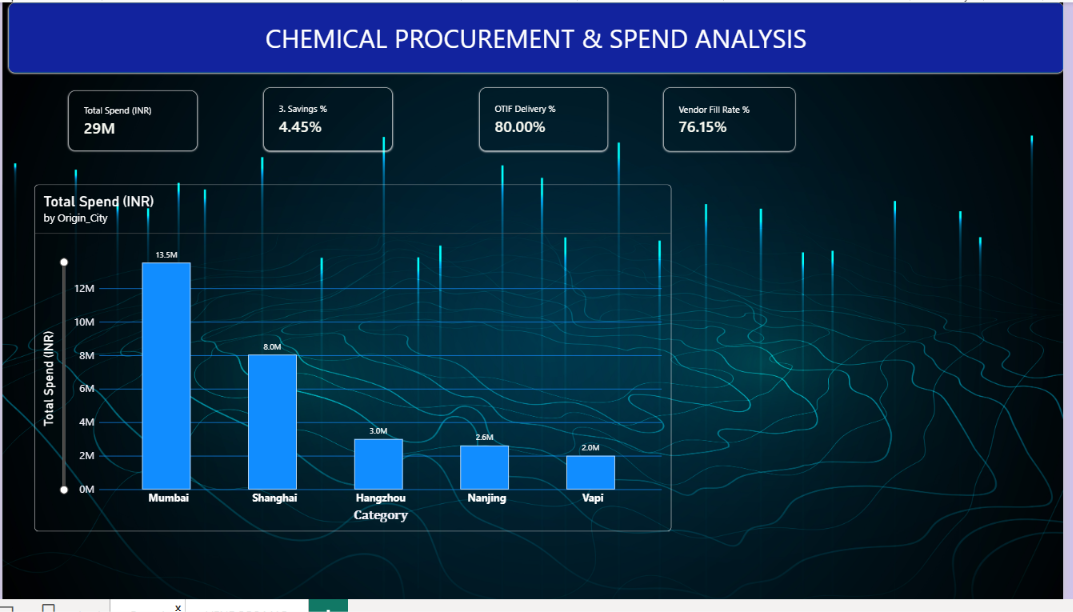 CHEMICAL PROCUREMENT & SPEND ANALYSIS
Total Spend (INR)
29M
3. Savings %
4.45%
OTIF Delivery %
80.00%
Vendor Fill Rate %
76.15%
Total Spend (INR)
by Origin_City
13.5M
12M
10M
8.0M
8M
6M
4M
3.0M
2.6M
2.0M
2M
0M
Total Spend (INR)
Mumbai
Shanghai
Hangzhou
Nanjing
Vapi
Category
x